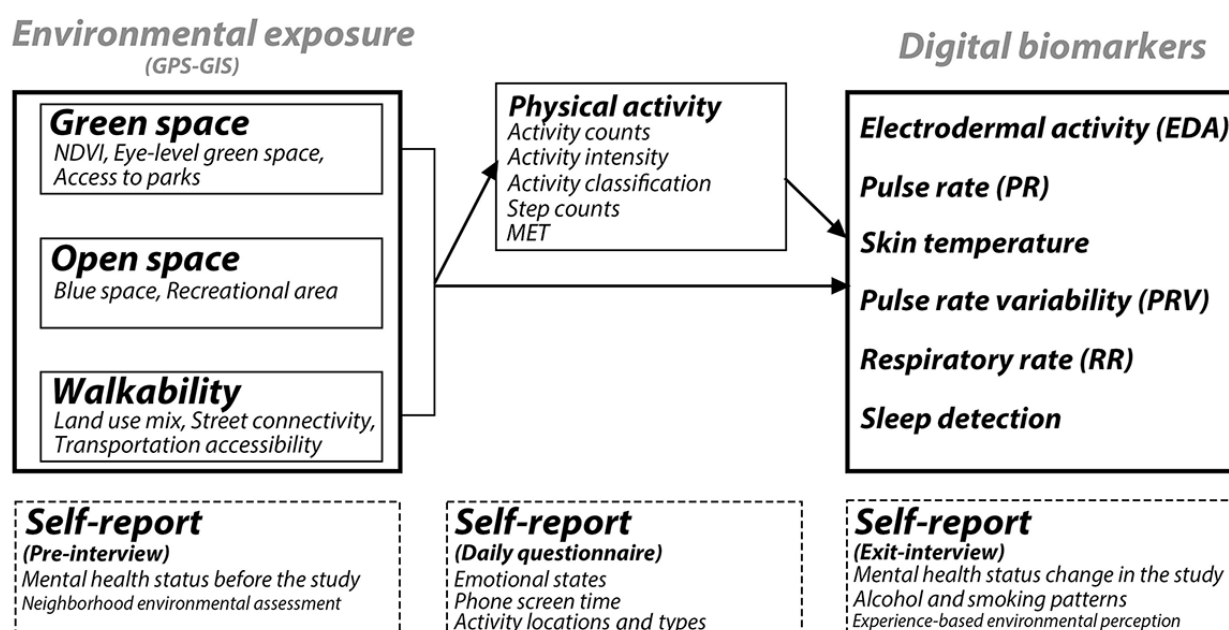 Environmental exposure
(GPS-GIS)
Green space
NDVI, Eye-level green space,
Access to parks
Open space
Blue space, Recreational area
Walkability
Land use mix, Street connectivity,
Transportation accessibility
Physical activity
Activity counts
Activity intensity
Activity classification
Step counts
MET
Digital biomarkers
Electrodermal activity (EDA)
Pulse rate (PR)
Skin temperature
Pulse rate variability (PRV)
Respiratory rate (RR)
Sleep detection
Self-report
(Pre-interview)
Mental health status before the study
Neighborhood environmental assessment
Self-report
(Daily questionnaire)
Emotional states
Phone screen time
Activity locations and types
Self-report
(Exit-interview)
Mental health status change in the study
Alcohol and smoking patterns
Experience-based environmental perception